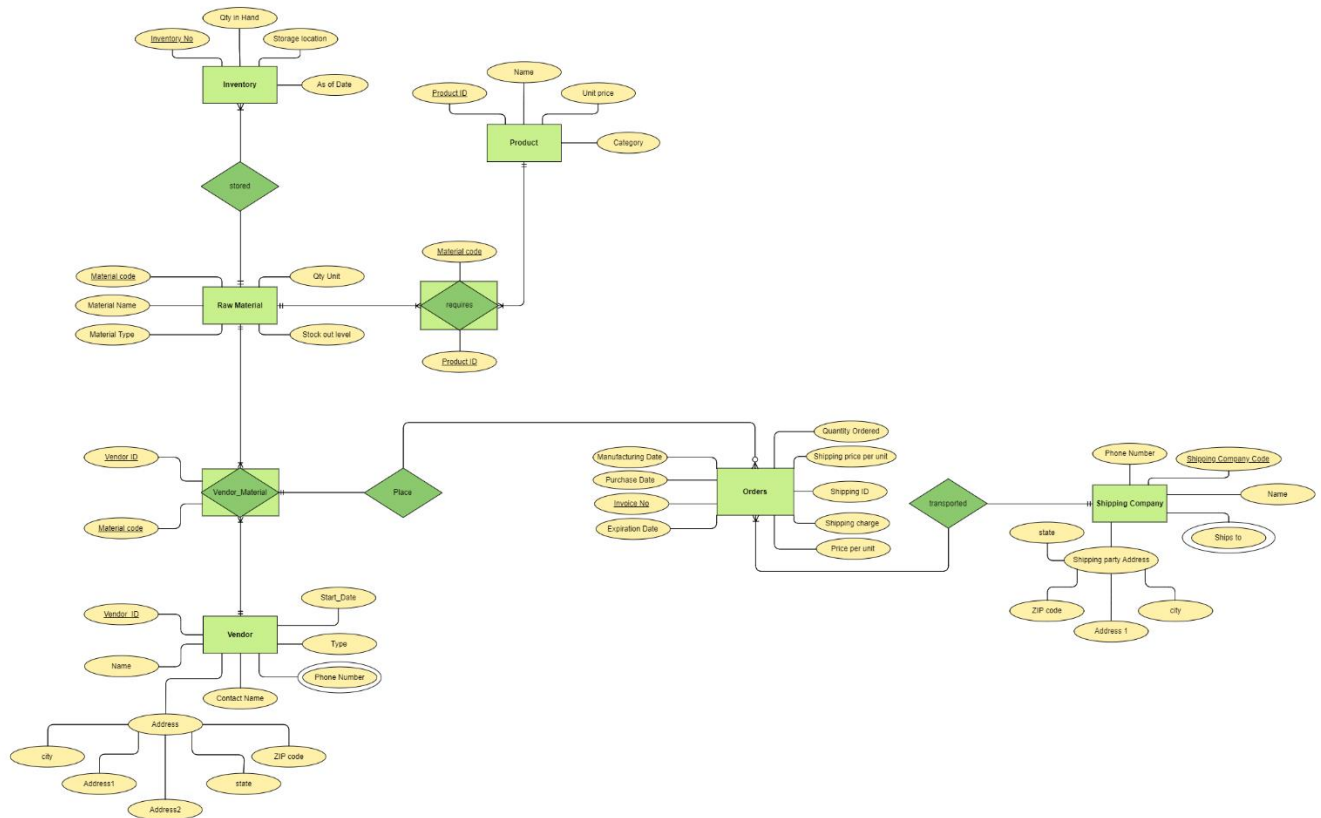 Qty in Hand
Inventory No
Storage location
Inventory
As of Date
Name
Product ID
Unit price
Product
Category
stored
Material code
Qty Unit
Material Name
Raw Material
Material Type
Stock out level
Material code
requires
Product ID
Vendor ID
Vendor_Material
Material code
Place
Quantity Ordered
Manufacturing Date
Shipping price per unit
Purchase Date
Orders
Shipping ID
Invoice No
Shipping charge
Expiration Date
Price per unit
transported
Phone Number
Shipping Company Code
Name
Shipping Company
Ships to
state
Shipping party Address
ZIP code
city
Address 1
Start_Date
Vendor_ID
Vendor
Type
Name
Phone Number
Contact Name
Address
city
ZIP code
Address1
state
Address2